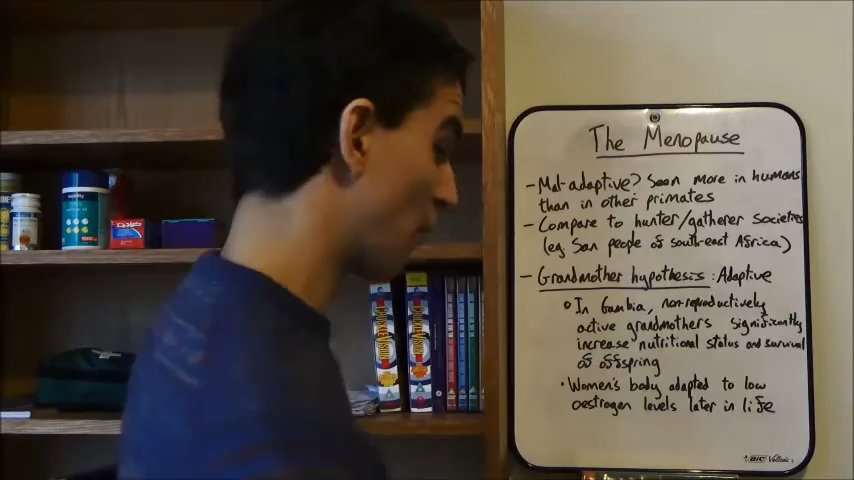 The Menopause
- Mal-adaptive? Seen more in humans
than in other primates
- Compare to hunter/gatherer societies
(eg. San people of south-east Africa)
- Grandmother hypothesis: Adaptive
In Gambia, non-reproductively
active grandmothers significantly
increase nutritional status and survival
of offspring
Women's body adapted to low
oestrogen levels later in life
BIC Velleda